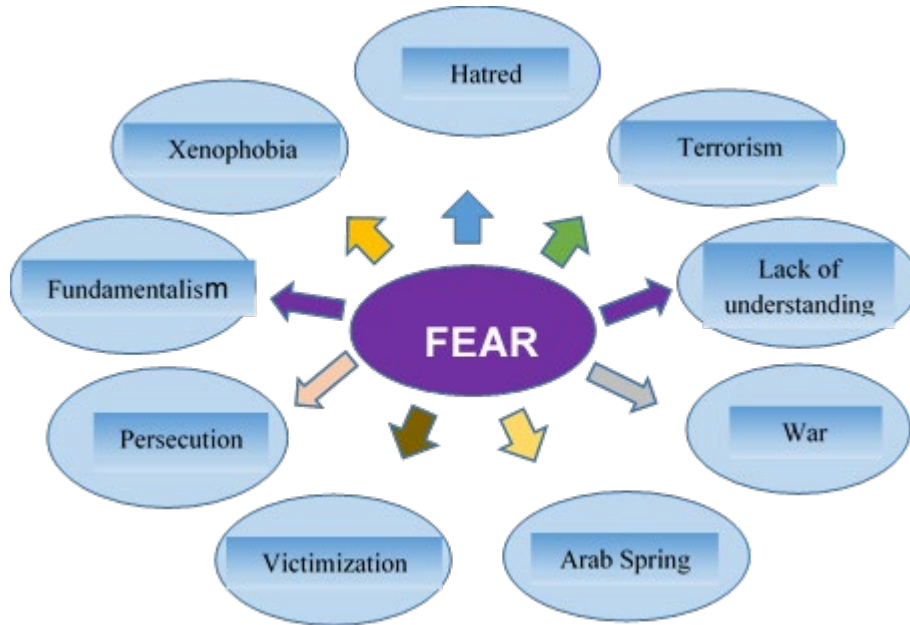 Hatred
Xenophobia
Terrorism
Fundamentalism
Lack of
understanding
FEAR
Persecution
War
Victimization
Arab Spring